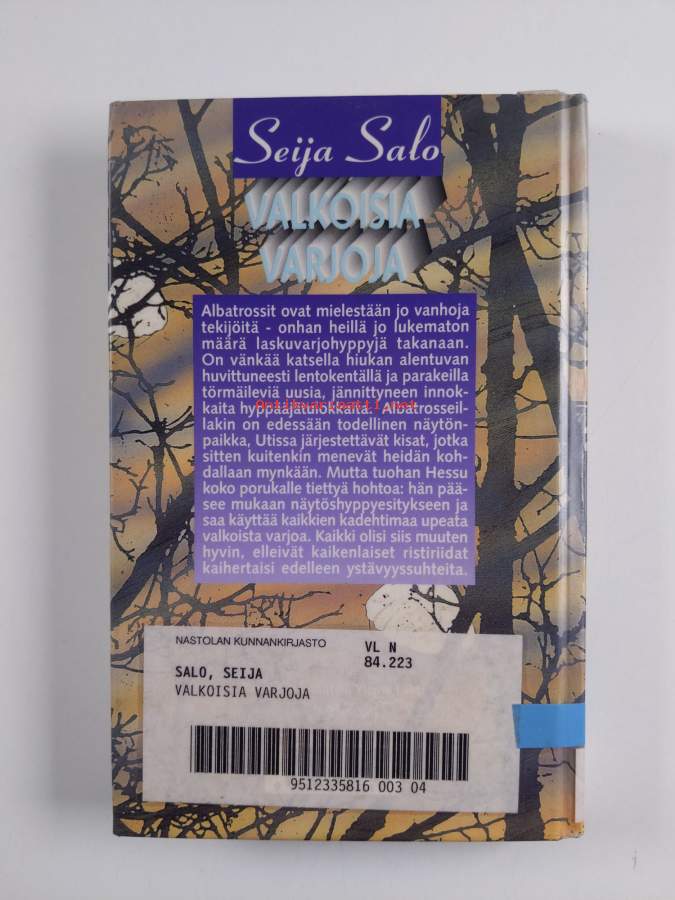 Seija Salo
VALKOISIA
VARJOJA
Albatrossit ovat mielestään jo vanhoja
tekijöitä - onhan heillä jo lukematon
määrä laskuvarjohyppyjä takanaan.
On vänkää katsella hiukan alentuvan
huvittuneesti lentokentällä ja parakeilla
törmäileviä uusia, jännittyneen innok-
kaita hyppääjätulokkaita. Albatrosseil-
lakin on edessään todellinen näytön-
paikka, Utissa järjestettävät kisat, jotka
sitten kuitenkin menevät heidän koh-
dallaan mynkään. Mutta tuohan Hessu
koko porukalle tiettyä hohtoa: hän pää-
see mukaan näytöshyppyesitykseen ja
saa käyttää kaikkien kadehtimaa upeata
valkoista varjoa. Kaikki olisi siis muuten
hyvin, elleivät kaikenlaiset ristiriidat
kaihertaisi edelleen ystävyyssuhteita.
Antikvariaatti.net
NASTOLAN KUNNANKIRJASTO
VL N
84.223
SALO, SEIJA
VALKOISIA VARJOJA
9512335816 003 04